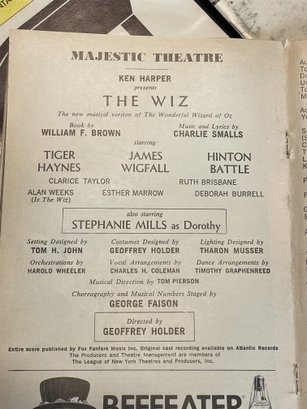 MAJESTIC THEATRE
KEN HARPER
presents
THE WIZ
The new musical version of The Wonderful Wizard of Oz
Book by
WILLIAM F. BROWN
Music and Lyrics by
CHARLIE SMALLS
starring
TIGER HAYNES
JAMES WIGFALL
HINTON BATTLE
CLARICE TAYLOR
RUTH BRISBANE
ALAN WEEKS
(Is The Wiz)
ESTHER MARROW
DEBORAH BURRELL
also starring
STEPHANIE MILLS as Dorothy
Setting Designed by
TOM H. JOHN
Costumes Designed by
GEOFFREY HOLDER
Lighting Designed by
THARON MUSSER
Orchestrations by
HAROLD WHEELER
Vocal Arrangements by
CHARLES H. COLEMAN
Dance Arrangements by
TIMOTHY GRAPHENREED
Musical Direction by TOM PIERSON
Choreography and Musical Numbers Staged by
GEORGE FAISON
Directed by
GEOFFREY HOLDER
Entire score published by Fox Fanfare Music Inc. Original cast recording available on Atlantic Records
The Producers and Theatre Management are members of
The League of New York Theatres and Producers, Inc.
BEEFEATER